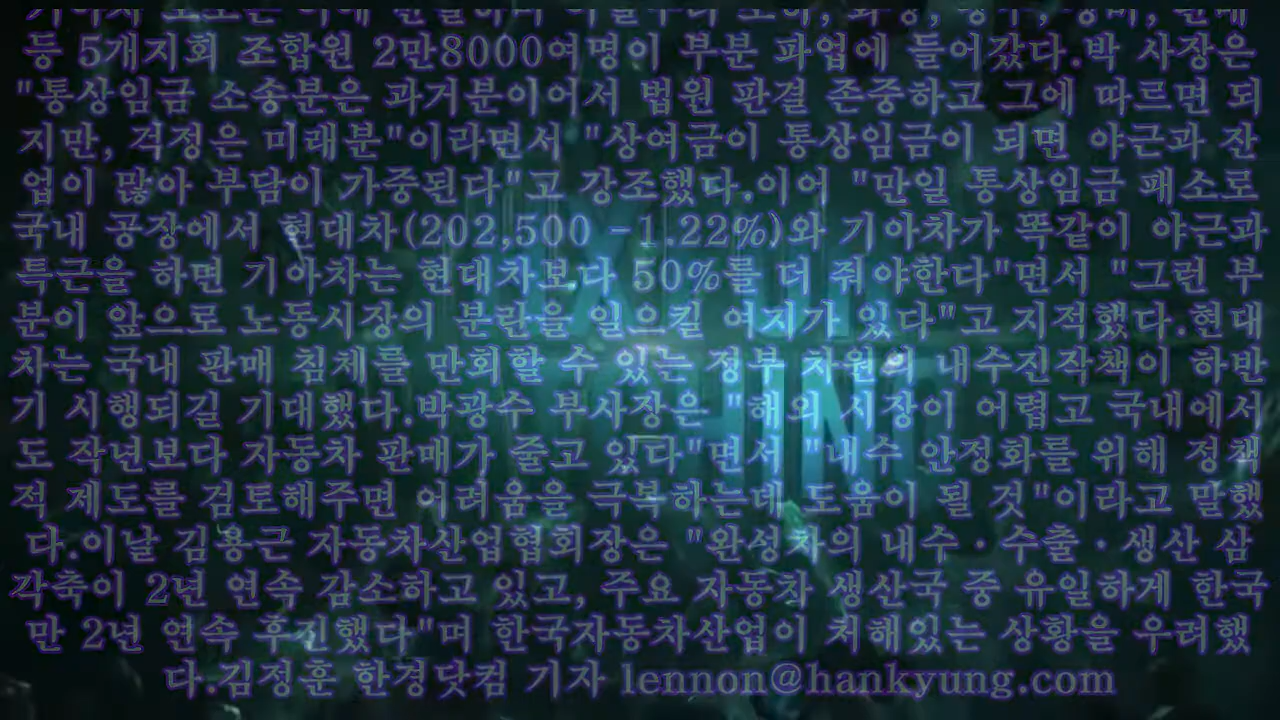 등 5개지회 조합원 2만8000여명이 부분 파업에 들어갔다.박 사장은
"통상임금 소송분은 과거분이어서 법원 판결 존중하고 그에 따르면 되
지만, 걱정은 미래분"이라면서 "상여금이 통상임금이 되면 야근과 잔
업이 많아 부담이 가중된다"고 강조했다.이어 "만일 통상임금 패소로
국내 공장에서 현대차(202,500 -1.22%)와 기아차가 똑같이 야근과
특근을 하면 기아차는 현대차보다 50%를 더 줘야한다"면서 "그런 부
분이 앞으로 노동시장의 분란을 일으킬 여지가 있다"고 지적했다.현대
차는 국내 판매 침체를 만회할 수 있는 정부 차원의 내수진작책이 하반
기 시행되길 기대했다.박광수 부사장은 "해외 시장이 어렵고 국내에서
도 작년보다 자동차 판매가 줄고 있다"면서 "내수 안정화를 위해 정책
적 제도를 검토해주면 어려움을 극복하는데 도움이 될 것"이라고 말했
다.이날 김용근 자동차산업협회장은 "완성차의 내수·수출·생산 삼
각축이 2년 연속 감소하고 있고, 주요 자동차 생산국 중 유일하게 한국
만 2년 연속 후진했다"며 한국자동차산업이 처해있는 상황을 우려했
다.김정훈 한경닷컴 기자 lennon@hankyung.com